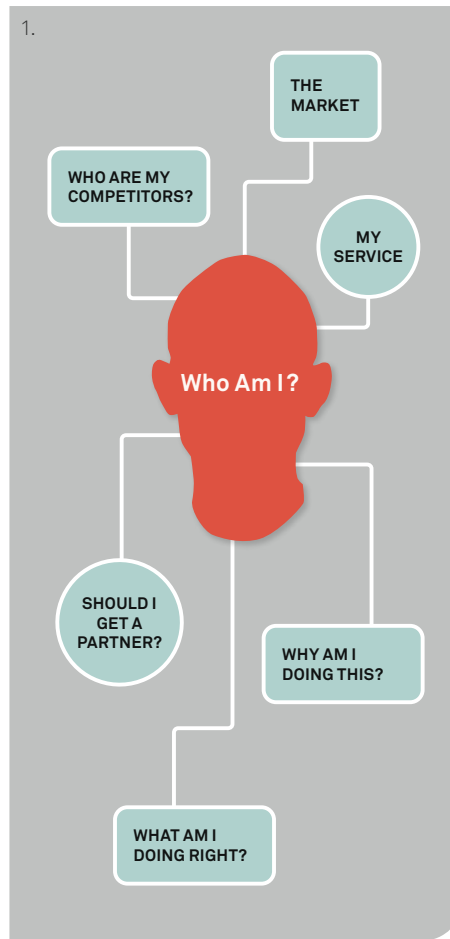 1.
THE
MARKET
WHO ARE MY
COMPETITORS?
MY
SERVICE
Who Am I?
SHOULD I
GET A
PARTNER?
WHY AM I
DOING THIS?
WHAT AM I
DOING RIGHT?